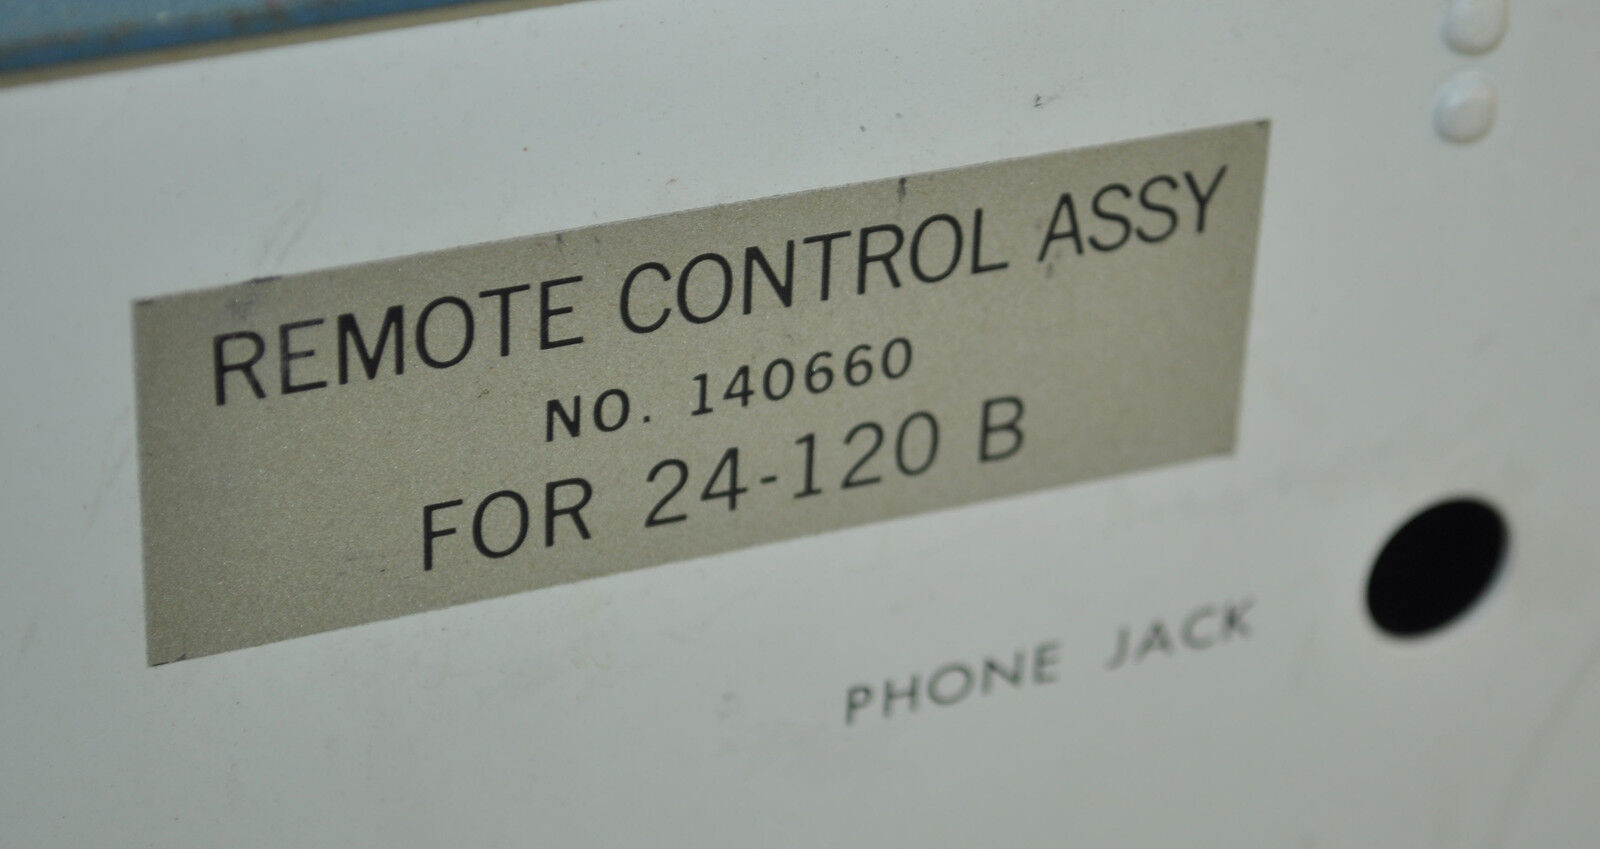 REMOTE CONTROL ASSY
NO. 140660
FOR 24-120 B
PHONE JACK